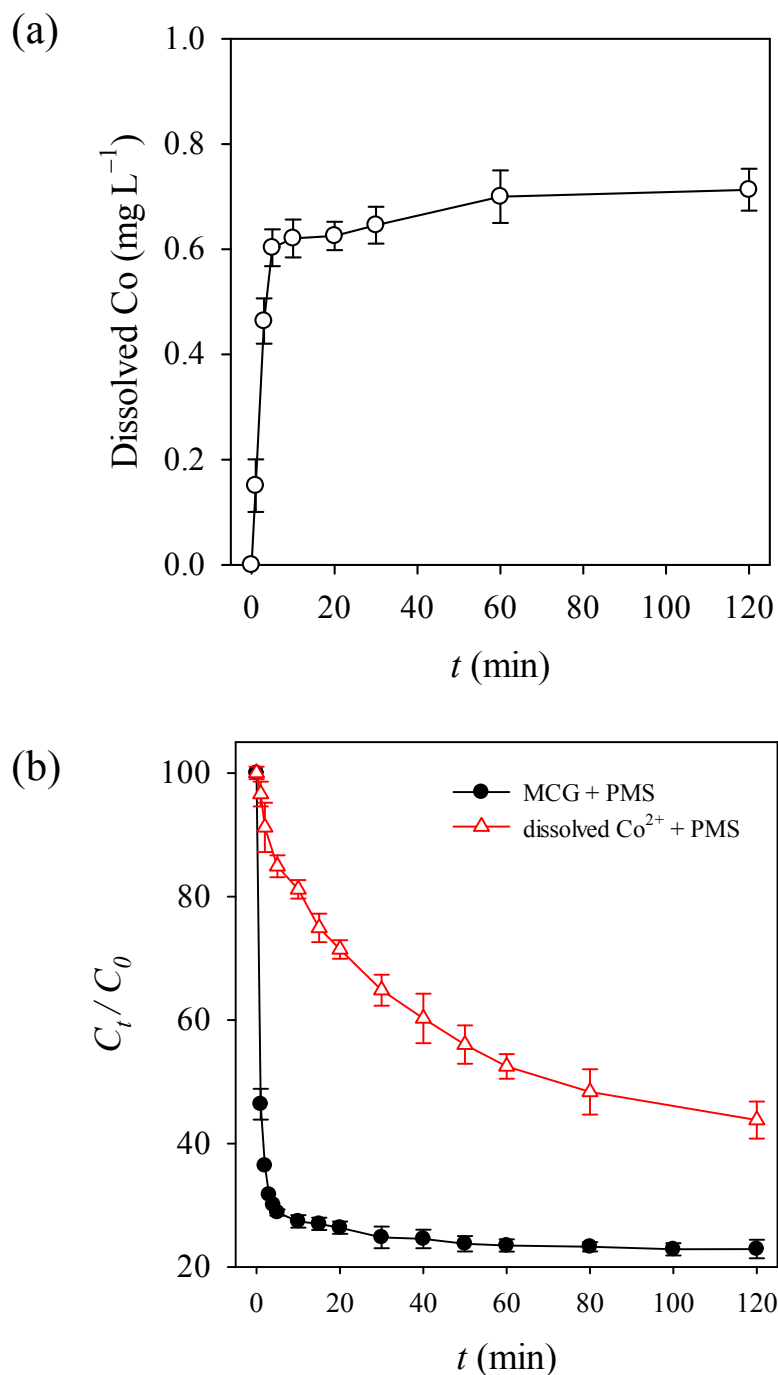 (a)
1.0
0.8
0.6
0.4
0.2
0.0
Dissolved Co (mg L⁻¹)
0 20 40 60 80 100 120
t (min)
(b)
100
80
60
40
20
C_t / C_0
MCG + PMS
dissolved Co²⁺ + PMS
0 20 40 60 80 100 120
t (min)